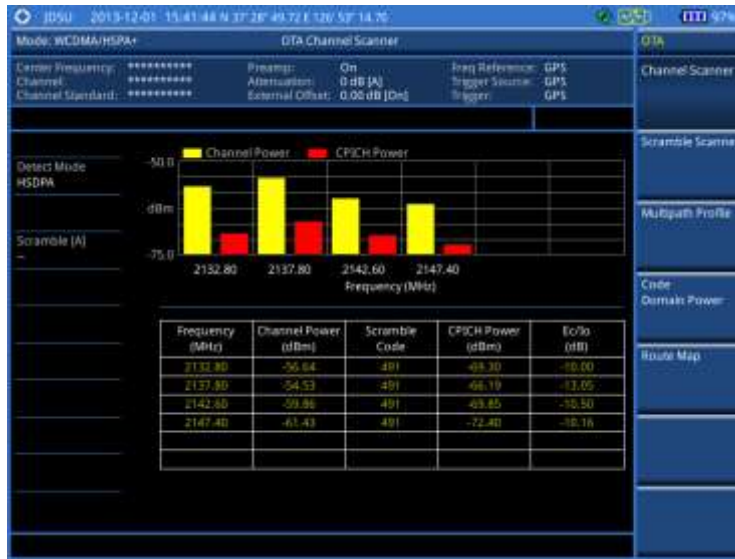 JDSU 2013-12-01 15:41:44 N 37° 28' 49.72 E 126° 53' 14.70 97%
Mode: WCDMA/HSPA+ OTA Channel Scanner
OTA
Center Frequency: ********** Preamp: On Freq Reference: GPS
Channel: ********** Attenuation: 0 dB [A] Trigger Source: GPS
Channel Standard: ********** External Offset: 0.00 dB [On] Trigger: GPS
Channel Scanner
Scramble Scanne
Multipath Profile
Code
Domain Power
Route Map
Detect Mode
HSDPA
Scramble [A]
--
Channel Power CPICH Power
-50.0
dBm
-75.0
2132.80 2137.80 2142.60 2147.40
Frequency (MHz)
Frequency (MHz) Channel Power (dBm) Scramble Code CPICH Power (dBm) Ec/Io (dB)
2132.80 -56.64 491 -69.30 -10.00
2137.80 -54.53 491 -66.19 -13.05
2142.60 -59.86 491 -69.85 -10.50
2147.40 -61.43 491 -72.40 -10.16